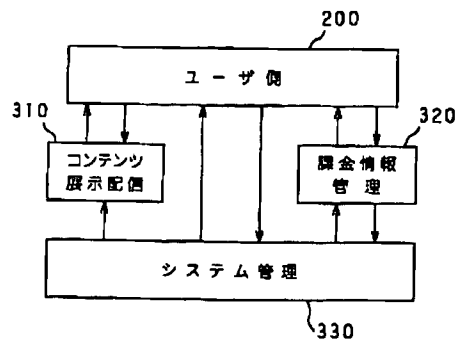 200
ユーザ側
310
コンテンツ
展示配信
320
課金情報
管理
システム管理
330